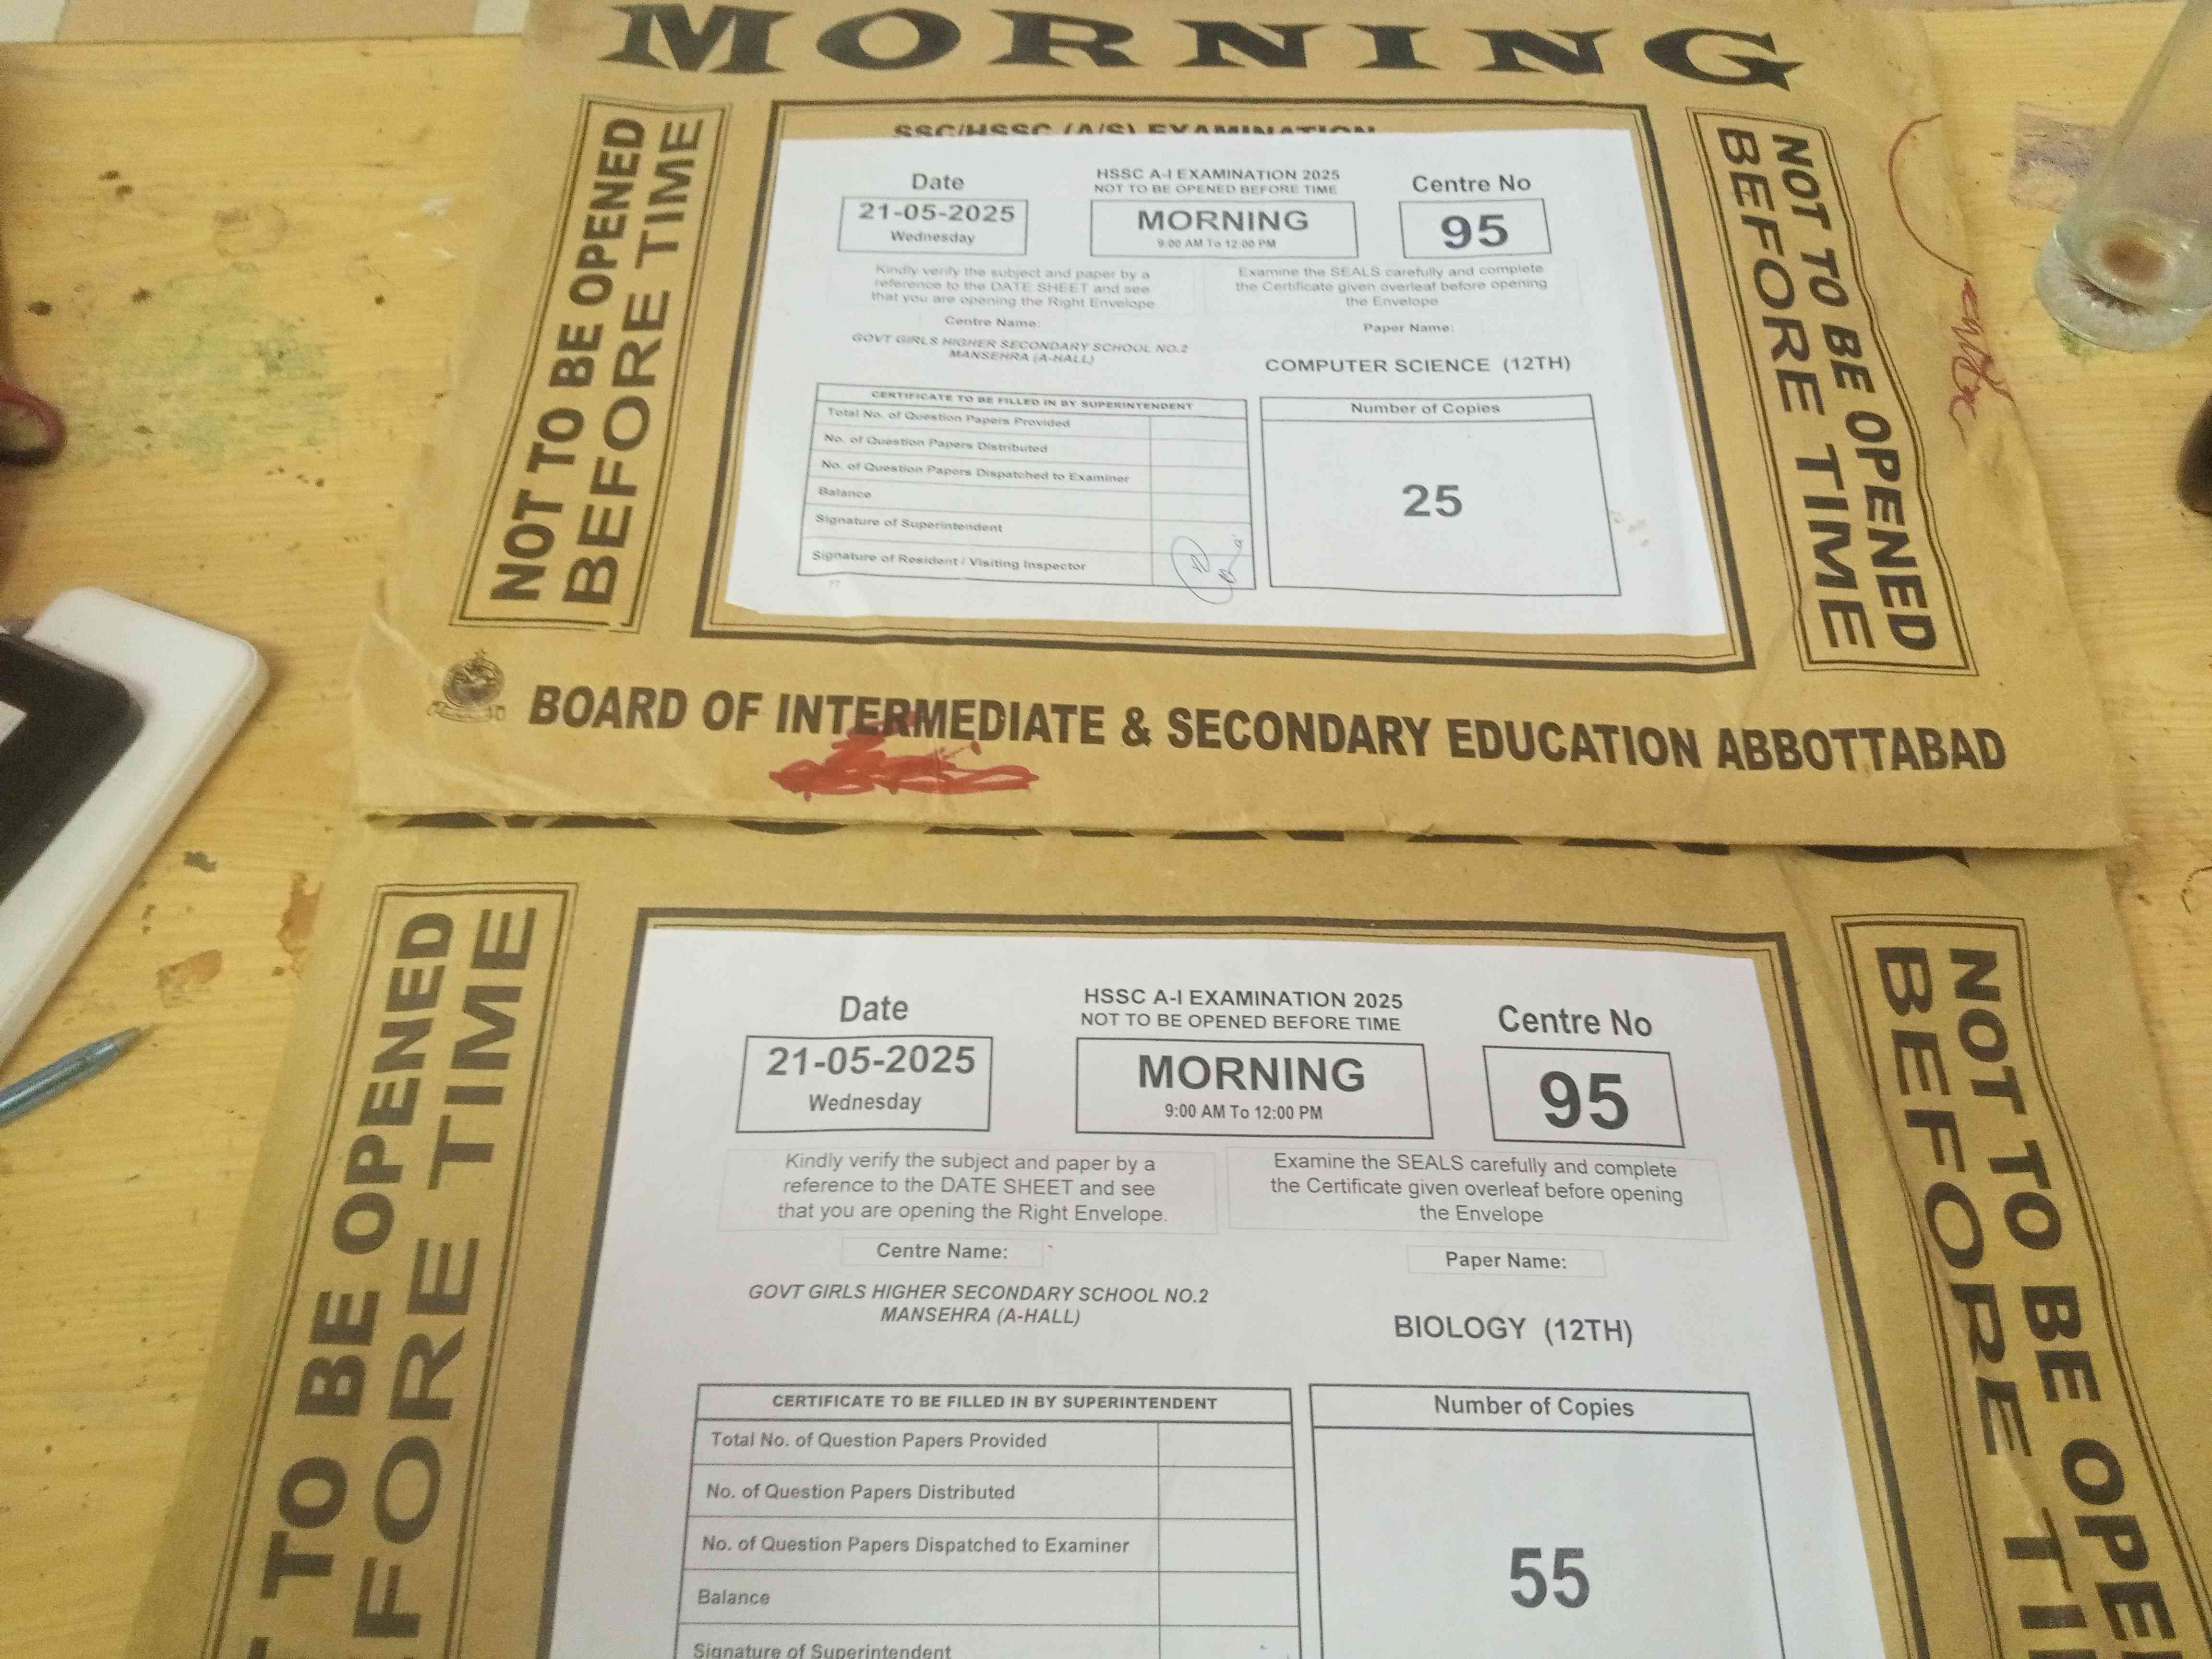 MORNING
NOT TO BE OPENED
BEFORE TIME
SSC/HSSC (A/S) EXAMINATION
Date
21-05-2025
Wednesday
HSSC A-I EXAMINATION 2025
NOT TO BE OPENED BEFORE TIME
MORNING
9:00 AM To 12:00 PM
Centre No
95
Kindly verify the subject and paper by a
reference to the DATE SHEET and see
that you are opening the Right Envelope.
Examine the SEALS carefully and complete
the Certificate given overleaf before opening
the Envelope
Centre Name:
GOVT GIRLS HIGHER SECONDARY SCHOOL NO.2
MANSEHRA (A-HALL)
Paper Name:
COMPUTER SCIENCE (12TH)
CERTIFICATE TO BE FILLED IN BY SUPERINTENDENT
Total No. of Question Papers Provided
No. of Question Papers Distributed
No. of Question Papers Dispatched to Examiner
Balance
Signature of Superintendent
Signature of Resident / Visiting Inspector
Number of Copies
25
NOT TO BE OPENED
BEFORE TIME
BOARD OF INTERMEDIATE & SECONDARY EDUCATION ABBOTTABAD
TO BE OPENED
FORE TIME
Date
21-05-2025
Wednesday
HSSC A-I EXAMINATION 2025
NOT TO BE OPENED BEFORE TIME
MORNING
9:00 AM To 12:00 PM
Centre No
95
Kindly verify the subject and paper by a
reference to the DATE SHEET and see
that you are opening the Right Envelope.
Examine the SEALS carefully and complete
the Certificate given overleaf before opening
the Envelope
Centre Name:
GOVT GIRLS HIGHER SECONDARY SCHOOL NO.2
MANSEHRA (A-HALL)
Paper Name:
BIOLOGY (12TH)
CERTIFICATE TO BE FILLED IN BY SUPERINTENDENT
Total No. of Question Papers Provided
No. of Question Papers Distributed
No. of Question Papers Dispatched to Examiner
Balance
Signature of Superintendent
Number of Copies
55
NOT TO BE OPE
BEFORE TI